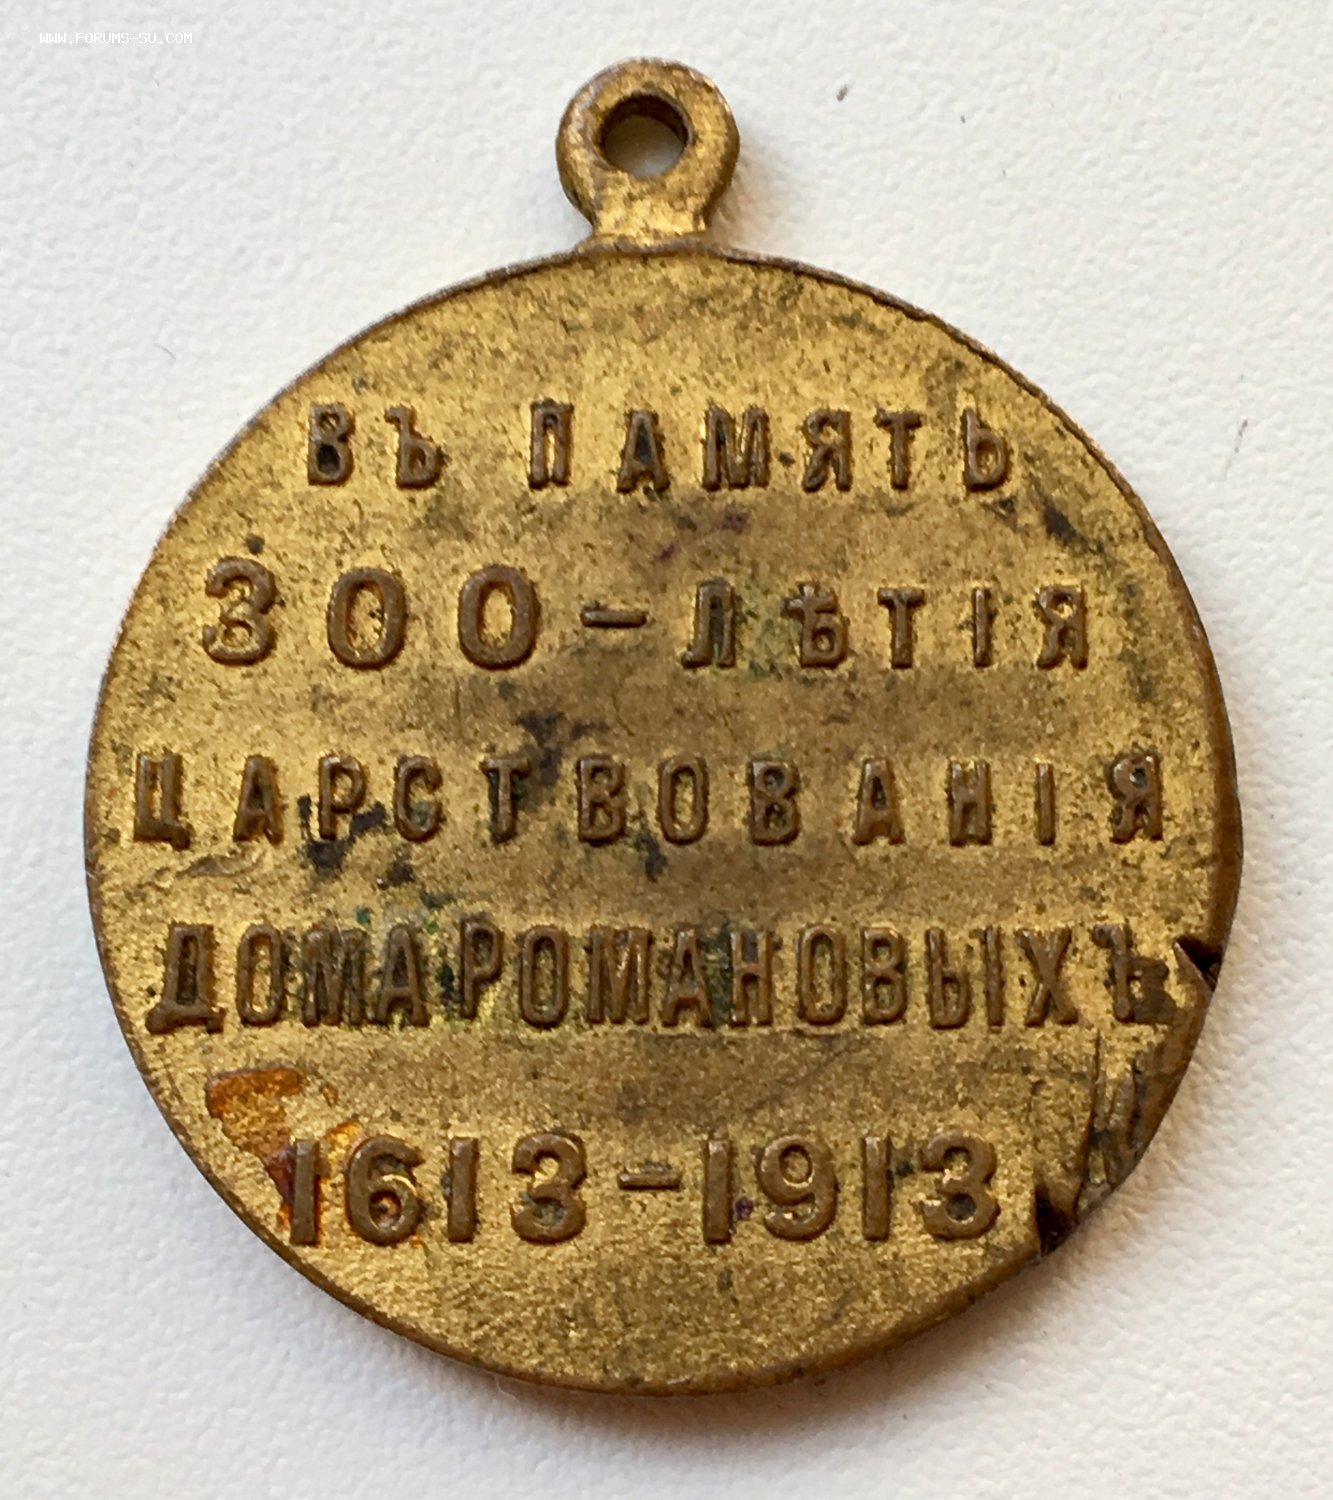 WWW.FORUMS-SU.COM
ВЪ ПАМЯТЬ
300-ЛѢТІЯ
ЦАРСТВОВАНІЯ
ДОМА РОМАНОВЫХЪ
1613-1913